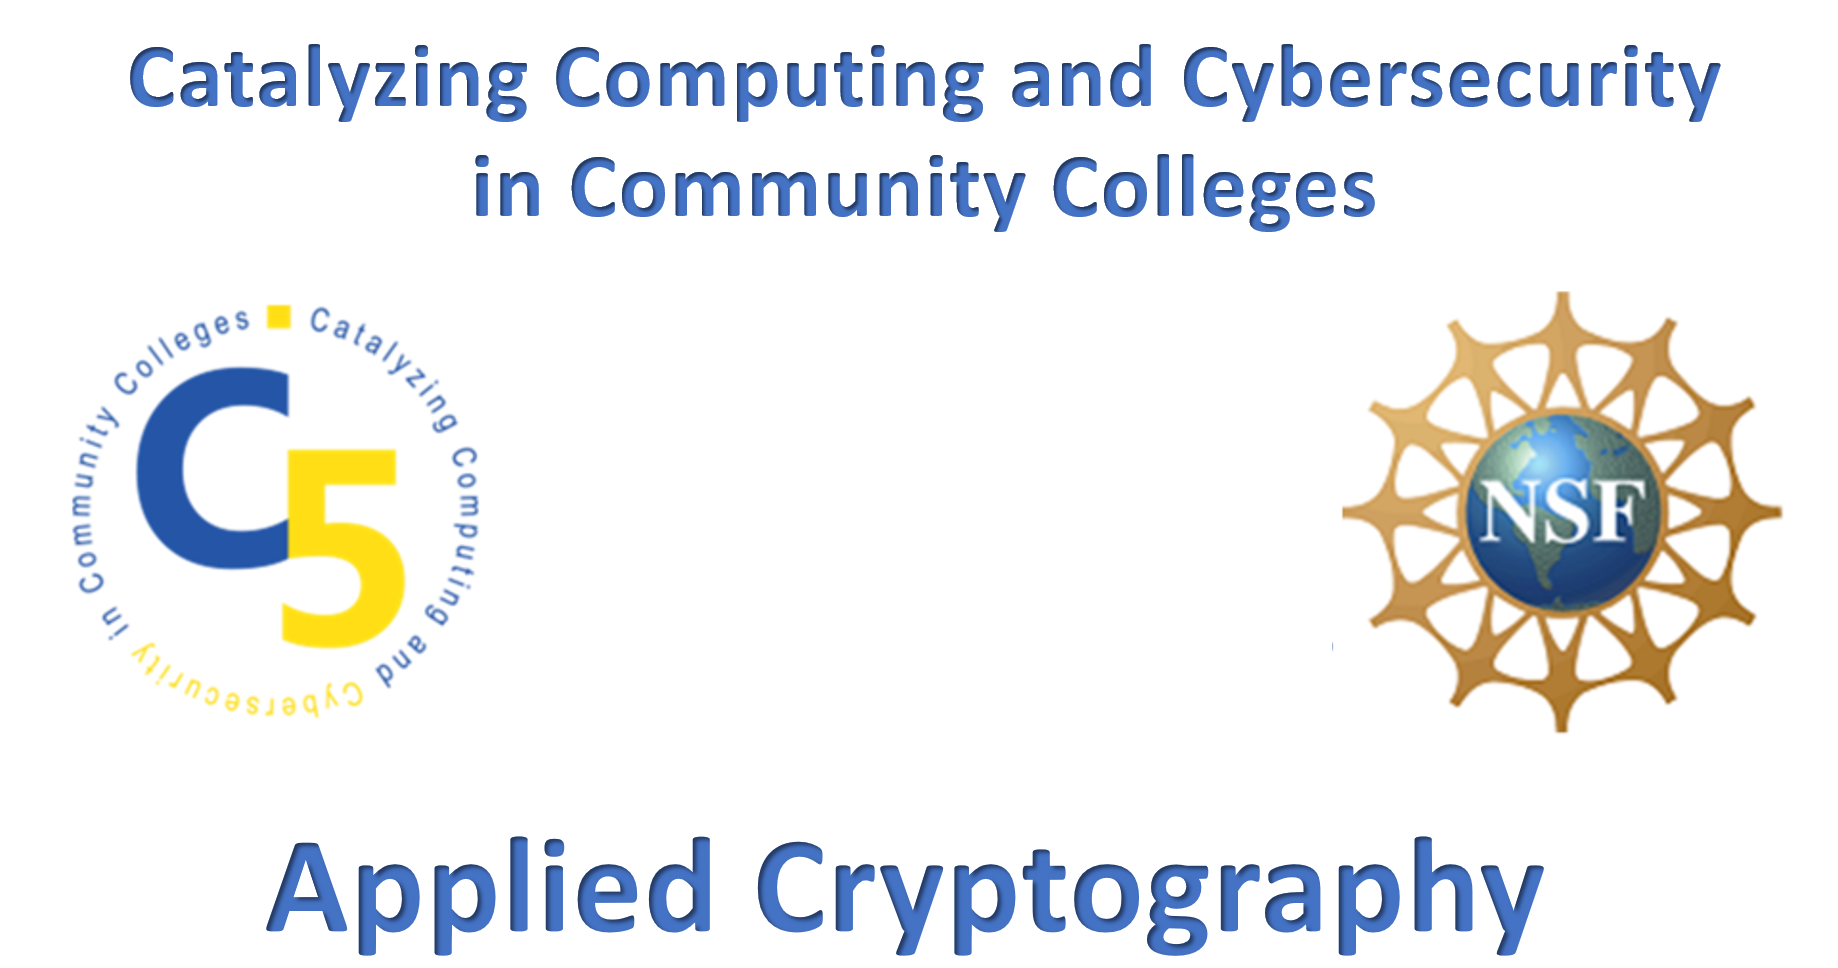 Catalyzing Computing and Cybersecurity
in Community Colleges
Catalyzing Computing and Cybersecurity in Community Colleges
C5
NSF
Applied Cryptography